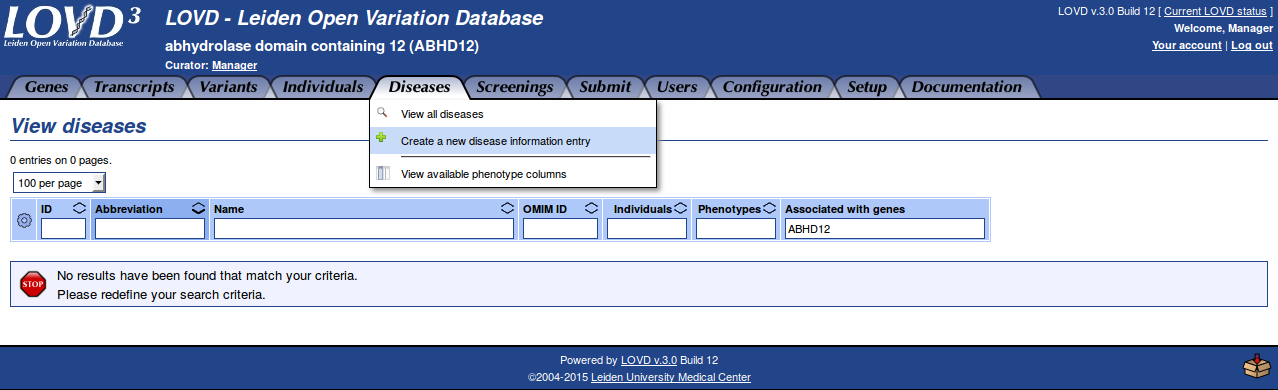 LOVD 3
Leiden Open Variation Database
LOVD - Leiden Open Variation Database
abhydrolase domain containing 12 (ABHD12)
Curator: Manager
LOVD v.3.0 Build 12 [ Current LOVD status ]
Welcome, Manager
Your account | Log out
Genes Transcripts Variants Individuals Diseases Screenings Submit Users Configuration Setup Documentation
View all diseases
Create a new disease information entry
View available phenotype columns
View diseases
0 entries on 0 pages.
100 per page
ID Abbreviation Name OMIM ID Individuals Phenotypes Associated with genes
ABHD12
STOP
No results have been found that match your criteria.
Please redefine your search criteria.
Powered by LOVD v.3.0 Build 12
©2004-2015 Leiden University Medical Center